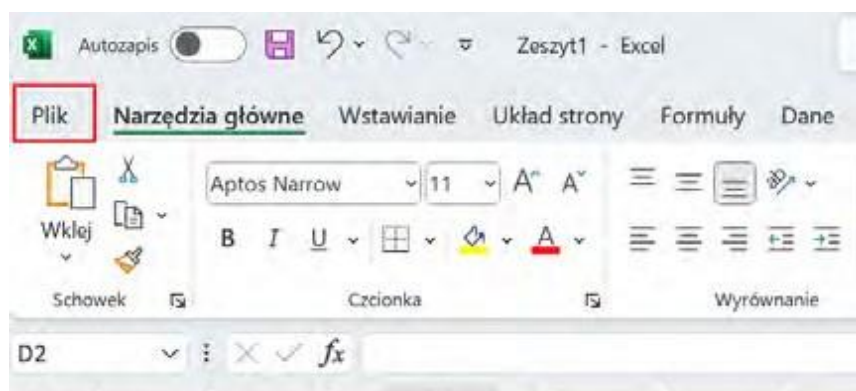 Autozapis Zeszyt1 - Excel
Plik Narzędzia główne Wstawianie Układ strony Formuły Dane
Wklej
Aptos Narrow 11 A A
B I U A
Schowek Czcionka Wyrównanie
D2 fx